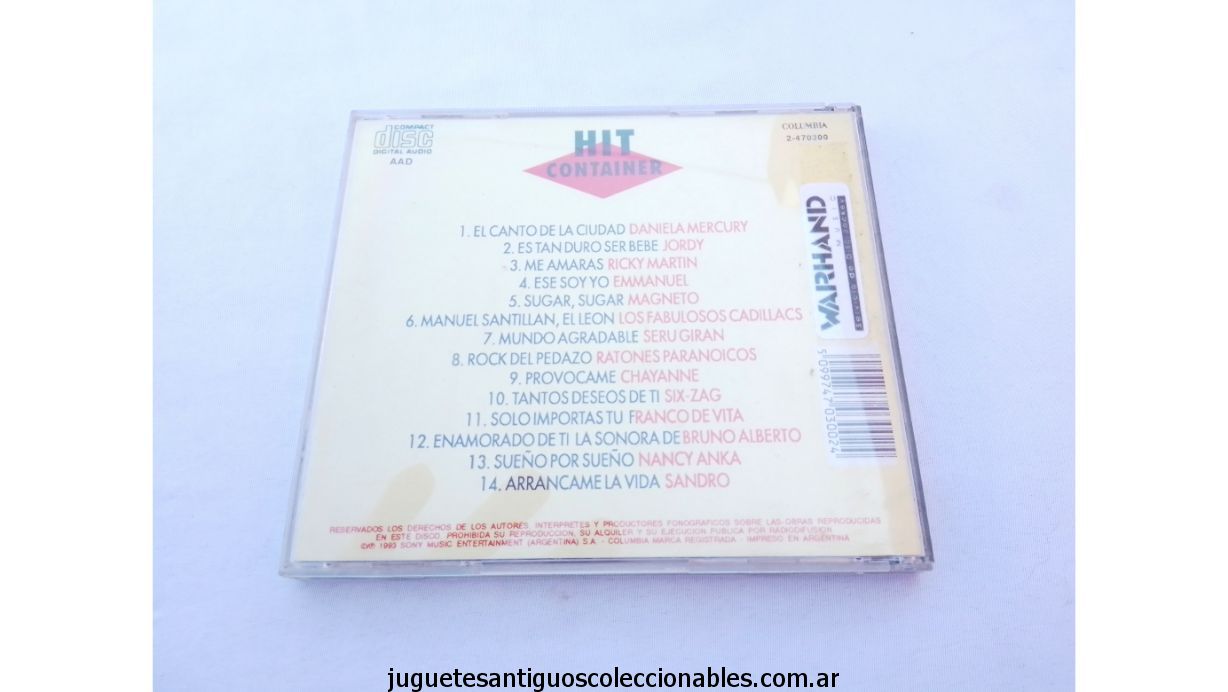 COMPACT
disc
DIGITAL AUDIO
AAD
HIT
CONTAINER
COLUMBIA
2-470300
1. EL CANTO DE LA CIUDAD DANIELA MERCURY
2. ES TAN DURO SER BEBE JORDY
3. ME AMARAS RICKY MARTIN
4. ESE SOY YO EMMANUEL
5. SUGAR, SUGAR MAGNETO
6. MANUEL SANTILLAN, EL LEON LOS FABULOSOS CADILLACS
7. MUNDO AGRADABLE SERU GIRAN
8. ROCK DEL PEDAZO RATONES PARANOICOS
9. PROVOCAME CHAYANNE
10. TANTOS DESEOS DE TI SIX-ZAG
11. SOLO IMPORTAS TU FRANCO DE VITA
12. ENAMORADO DE TI LA SONORA DE BRUNO ALBERTO
13. SUEÑO POR SUEÑO NANCY ANKA
14. ARRANCAME LA VIDA SANDRO
WARHAND
5 099747 030024
RESERVADOS LOS DERECHOS DE LOS AUTORES, INTERPRETES Y PRODUCTORES FONOGRAFICOS SOBRE LAS OBRAS REPRODUCIDAS
EN ESTE DISCO. PROHIBIDA SU REPRODUCCION, SU ALQUILER Y SU EJECUCION PUBLICA POR RADIODIFUSION.
©℗ 1993 SONY MUSIC ENTERTAINMENT (ARGENTINA) S.A. - COLUMBIA MARCA REGISTRADA - IMPRESO EN ARGENTINA
juguetesantiguoscoleccionables.com.ar